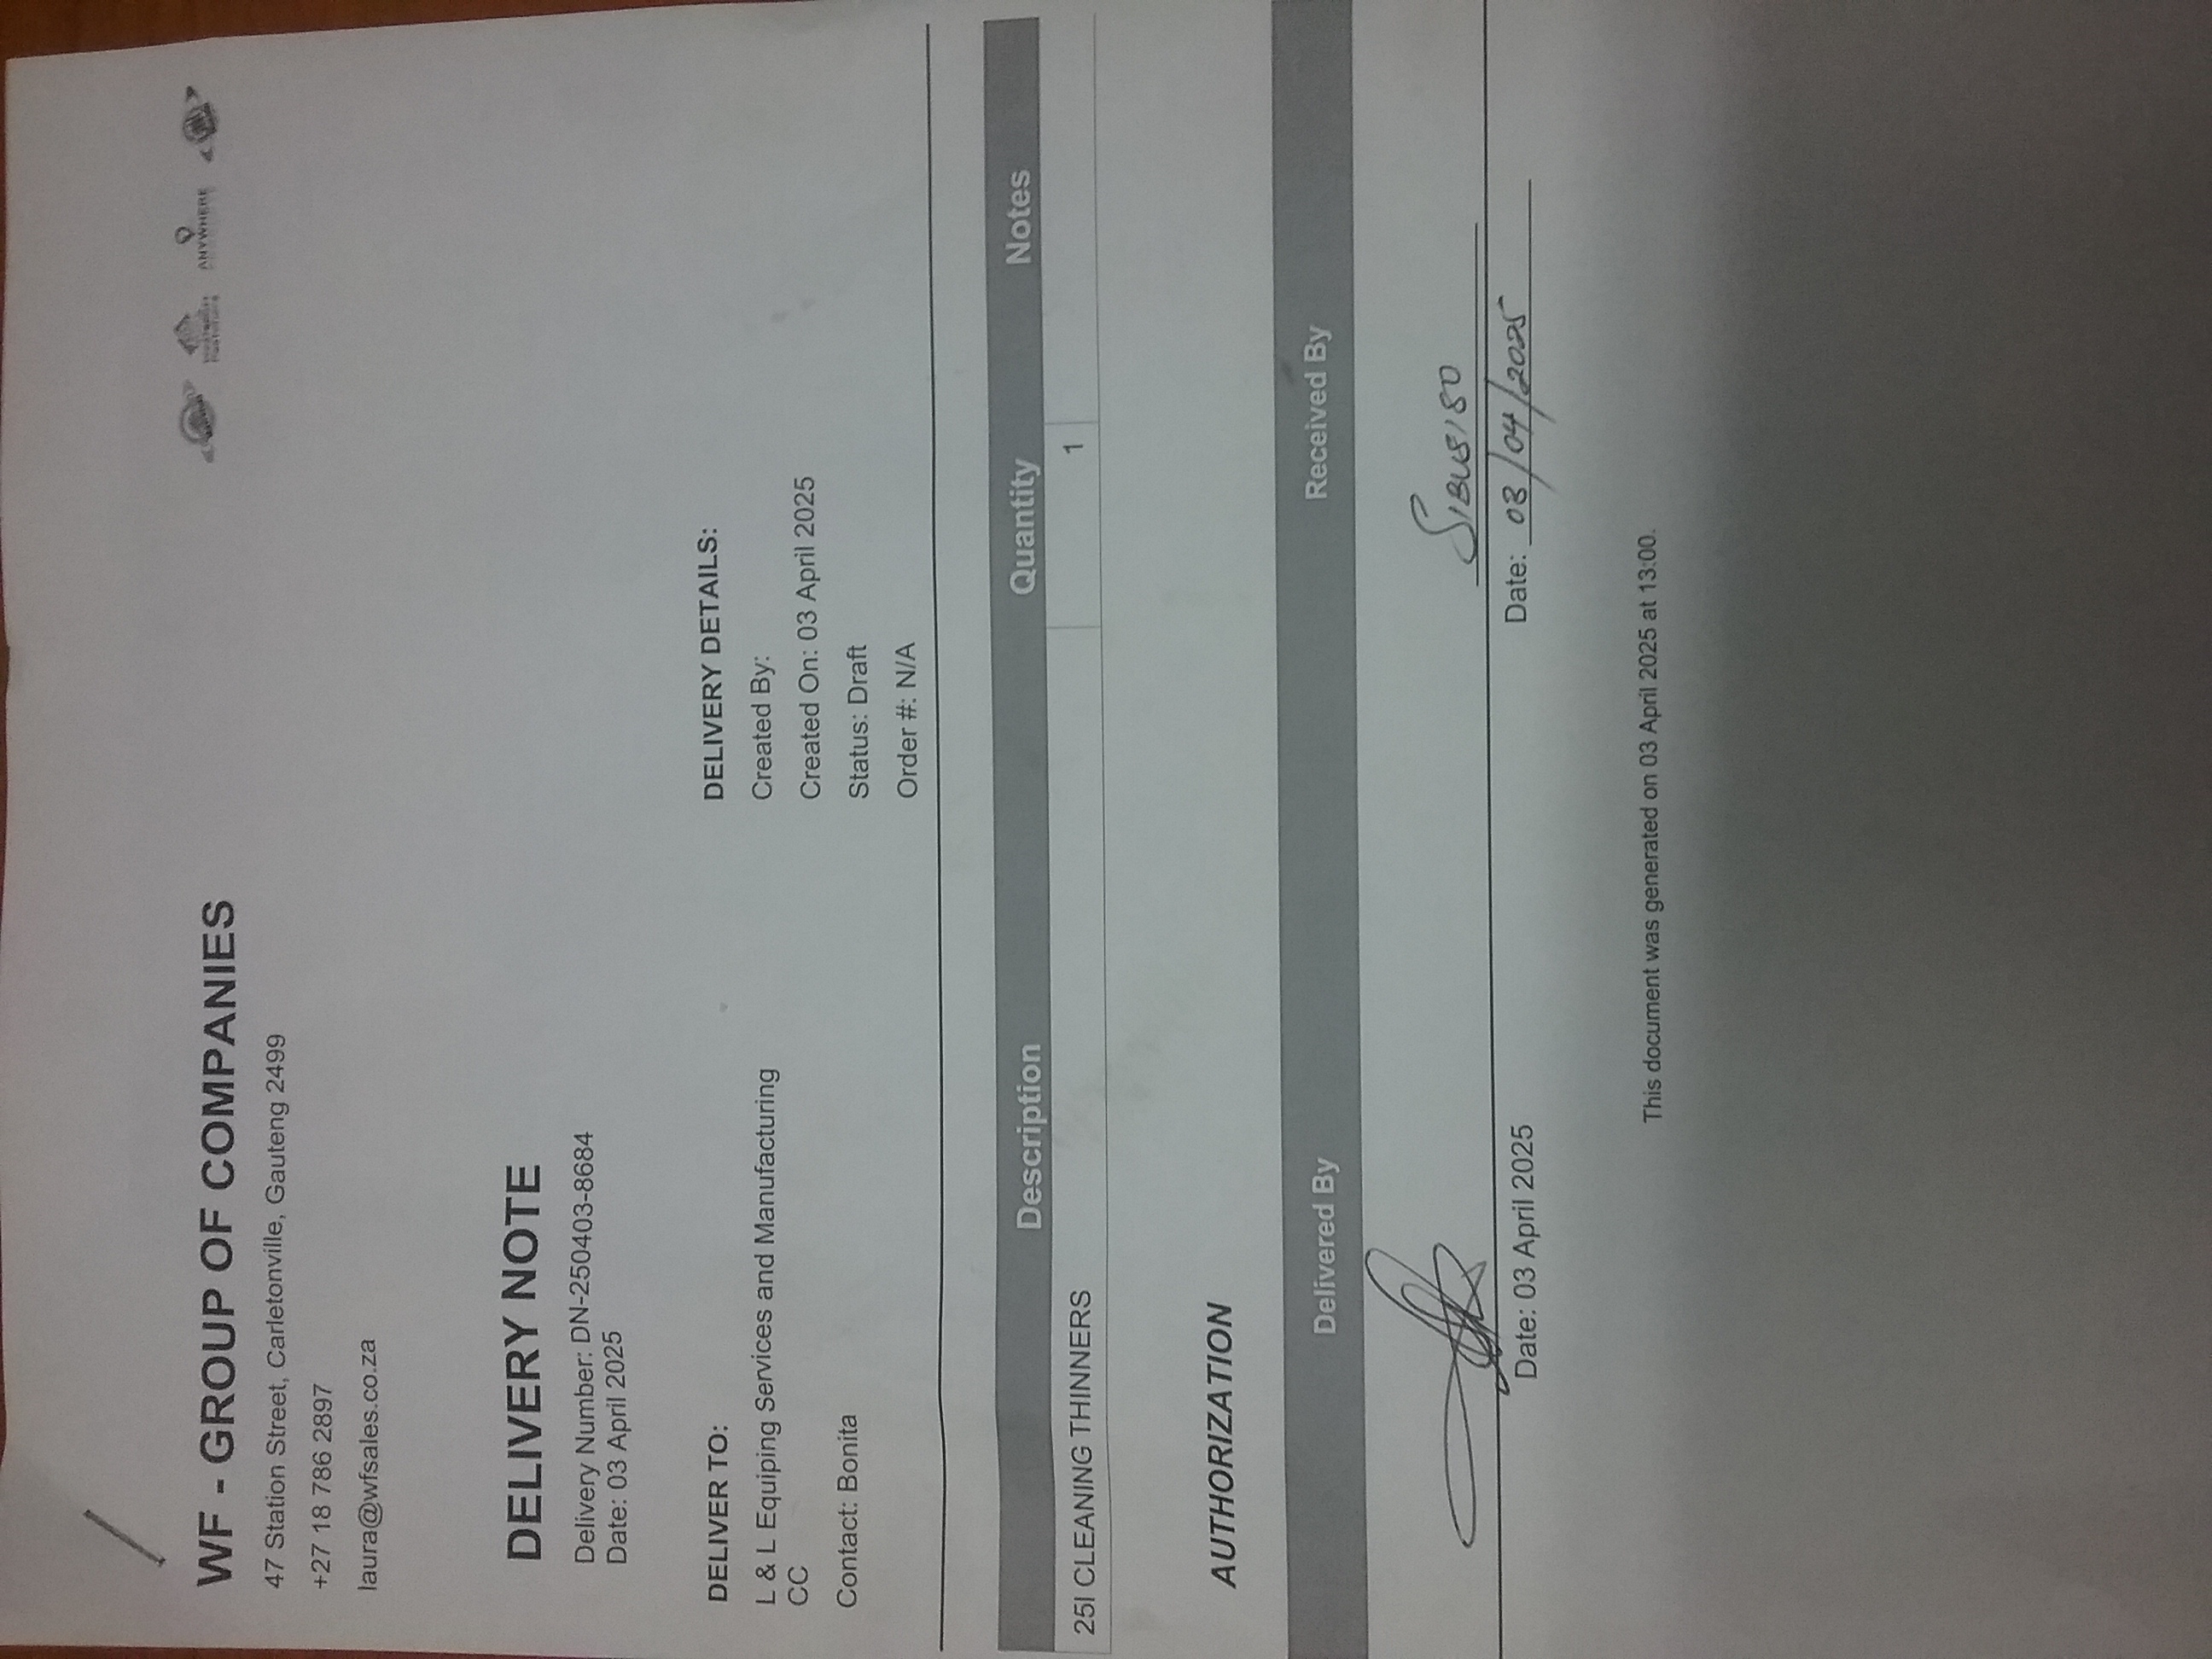 WF - GROUP OF COMPANIES
47 Station Street, Carletonville, Gauteng 2499
+27 18 786 2897
laura@wfsales.co.za
ANYWHERE
DELIVERY NOTE
Delivery Number: DN-250403-8684
Date: 03 April 2025
DELIVER TO:
L & L Equiping Services and Manufacturing
CC
Contact: Bonita
DELIVERY DETAILS:
Created By:
Created On: 03 April 2025
Status: Draft
Order #: N/A
Description Quantity Notes
25l CLEANING THINNERS 1
AUTHORIZATION
Delivered By Received By
SIBUSISO
Date: 03 April 2025 Date: 03/04/2025
This document was generated on 03 April 2025 at 13:00.